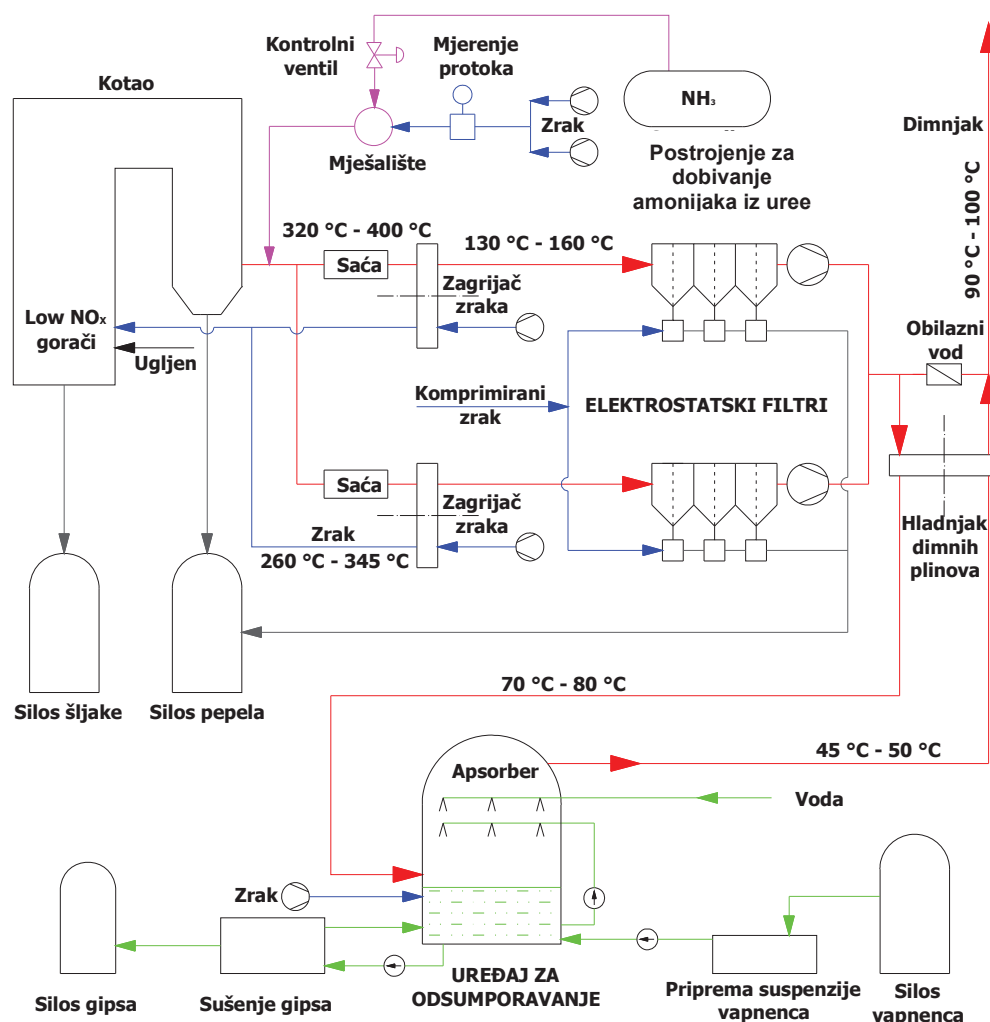 Kontrolni
ventil
Mjerenje
protoka
Kotao
NH₃
Zrak
Dimnjak
Mješalište
Postrojenje za
dobivanje
amonijaka iz uree
90 °C - 100 °C
320 °C - 400 °C
130 °C - 160 °C
Saća
Zagrijač
zraka
Low NOₓ
gorači
Ugljen
Obilazni
vod
Komprimirani
zrak
ELEKTROSTATSKI FILTRI
Saća
Zagrijač
zraka
Zrak
260 °C - 345 °C
Hladnjak
dimnih
plinova
70 °C - 80 °C
Silos šljake
Silos pepela
45 °C - 50 °C
Apsorber
Voda
Zrak
UREĐAJ ZA
ODSUMPORAVANJE
Silos gipsa
Sušenje gipsa
Priprema suspenzije
vapnenca
Silos
vapnenca